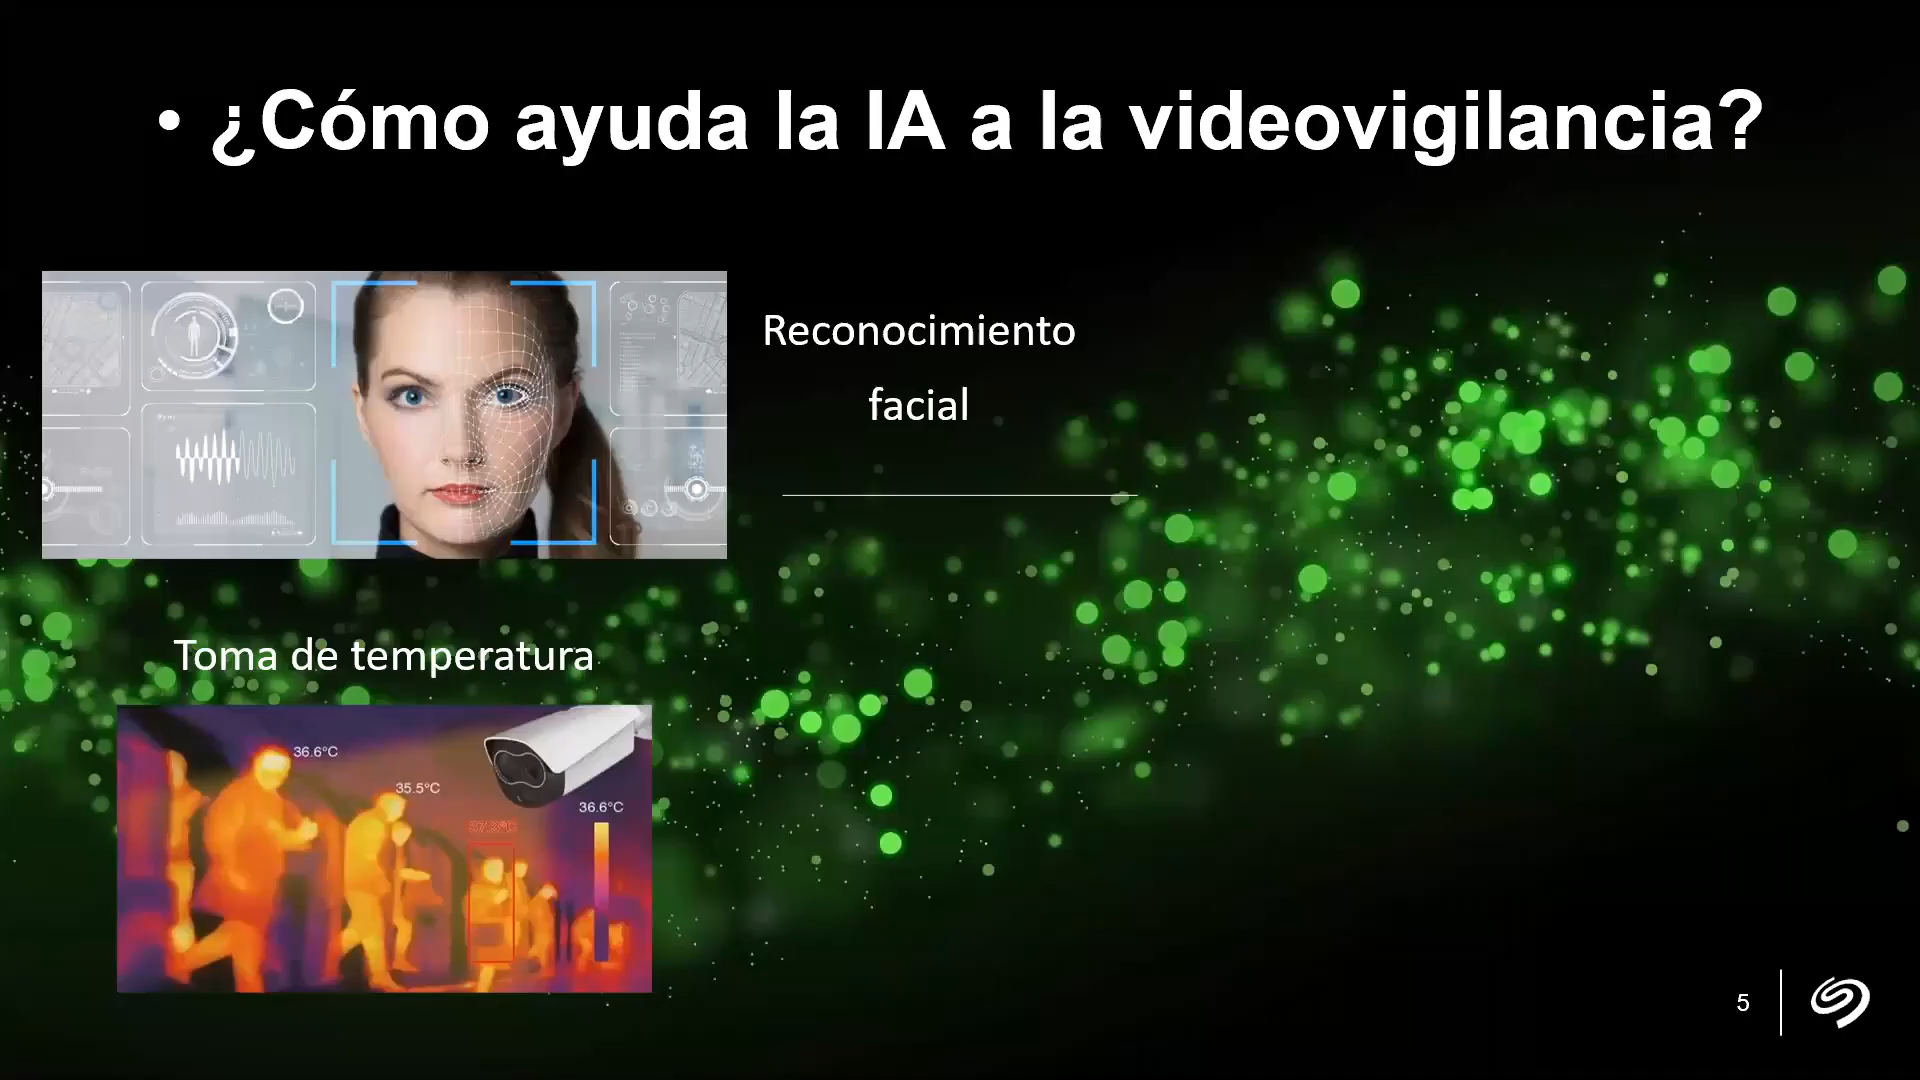 • ¿Cómo ayuda la IA a la videovigilancia?
Reconocimiento
facial
Toma de temperatura
36.6°C
35.5°C
36.6°C
5